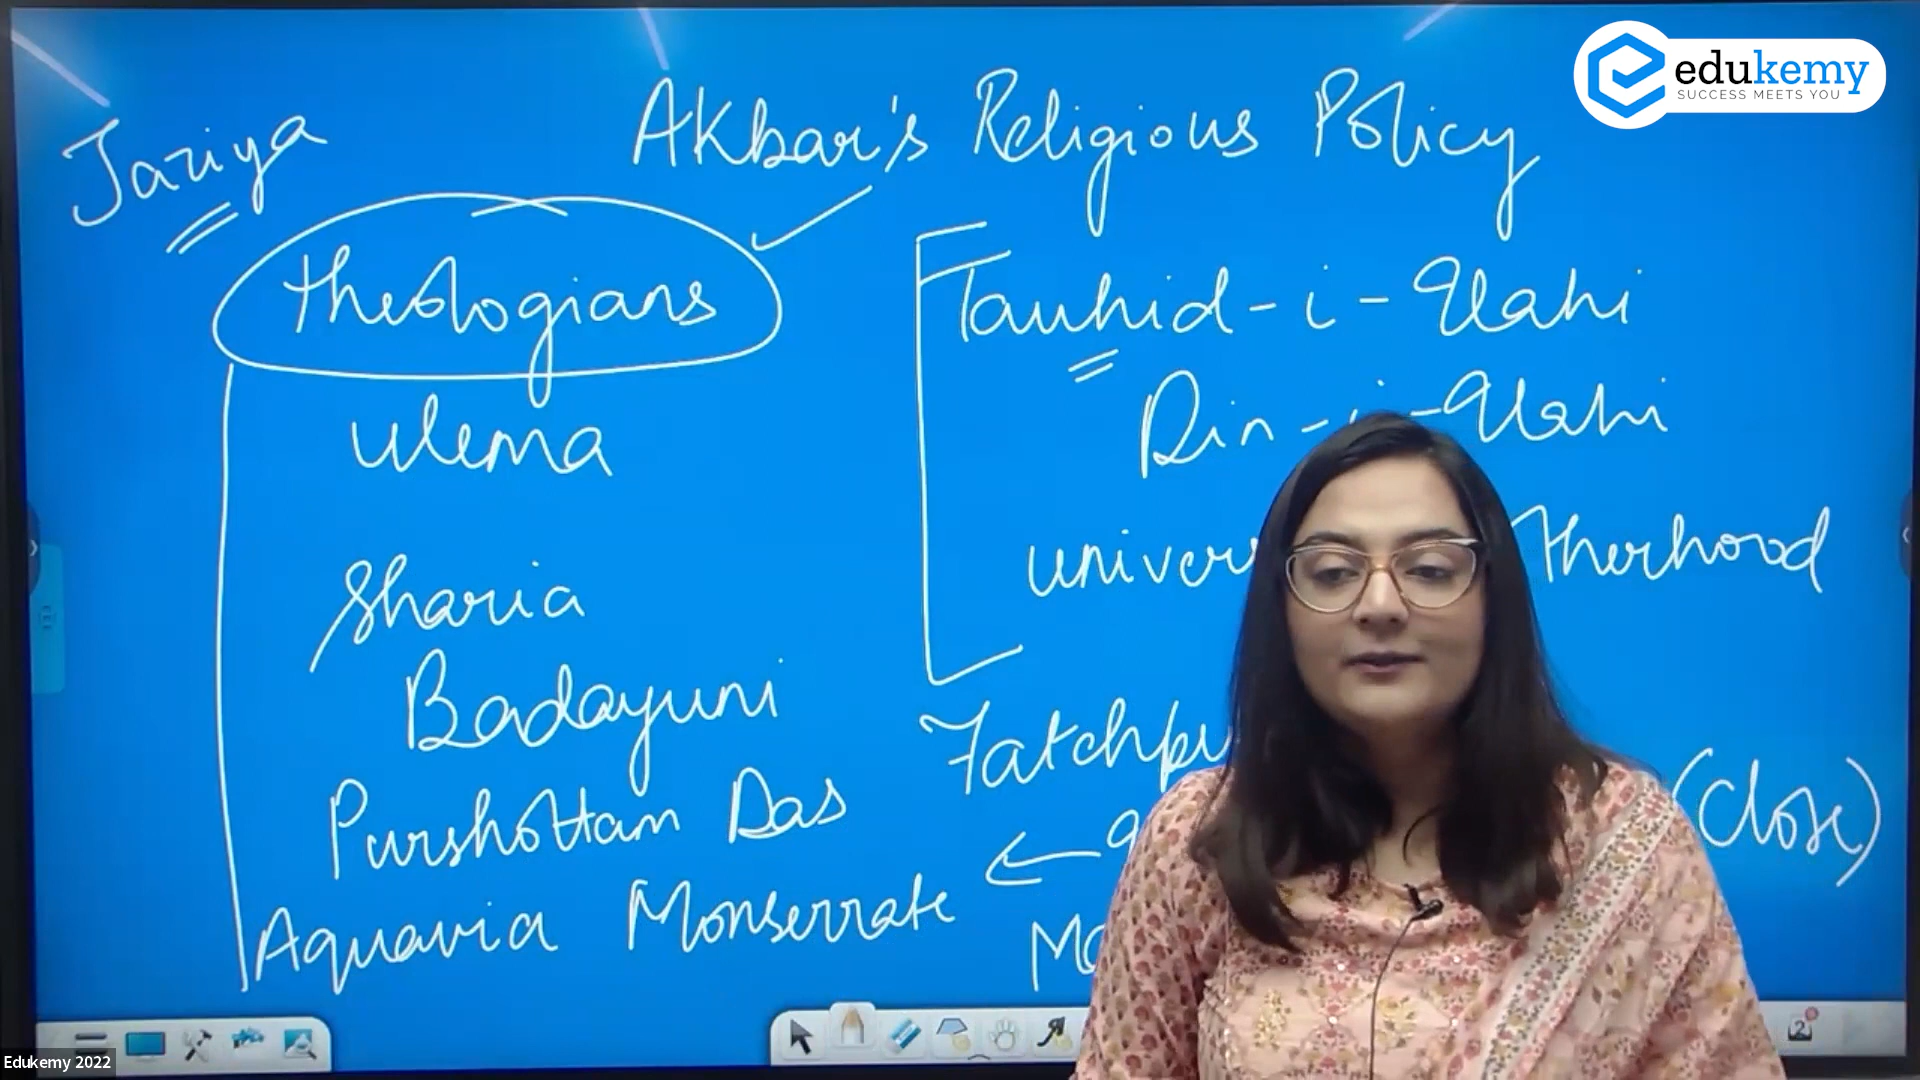 edukemy
SUCCESS MEETS YOU
Akbar's Religious Policy
Jaziya
theologians
ulema
Sharia
Badayuni
Purshottam Das
Aquavia Monserrate
Tauhid-i-Ilahi
Din-i-Ilahi
(Close)
2
Edukemy 2022